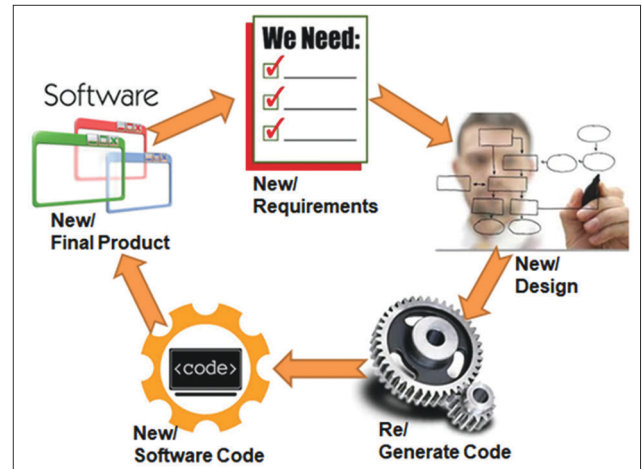 We Need:
Software
New/
Requirements
New/
Final Product
New/
Design
<code>
New/
Software Code
Re/
Generate Code